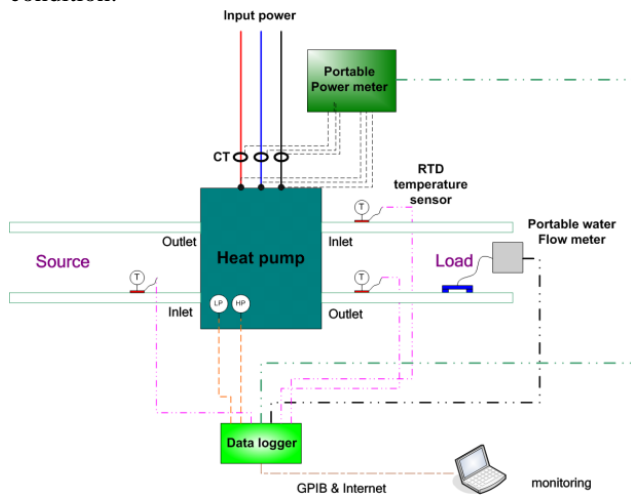 condition.
Input power
Portable
Power meter
CT
RTD
temperature
sensor
T
Portable water
Flow meter
Outlet
Inlet
Source
Heat pump
Load
T
T
Inlet
LP
HP
Outlet
Data logger
GPIB & Internet
monitoring